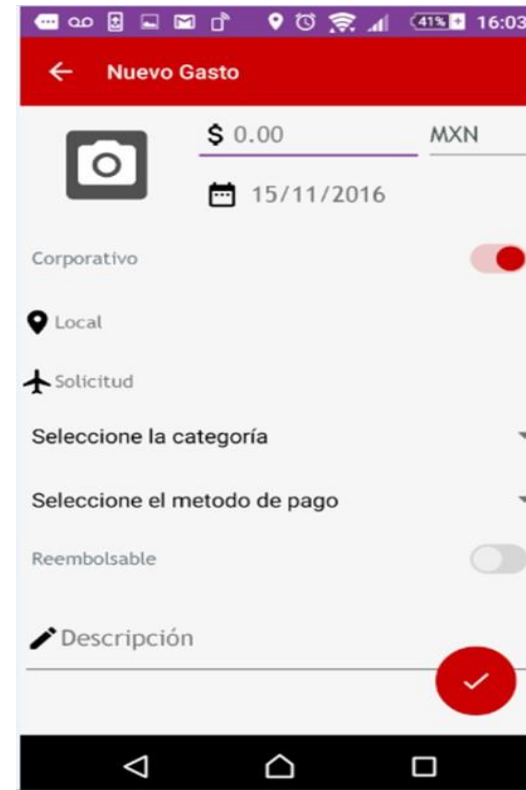 41% 16:03
Nuevo Gasto
$ 0.00 MXN
15/11/2016
Corporativo
Local
Solicitud
Seleccione la categoría
Seleccione el metodo de pago
Reembolsable
Descripción